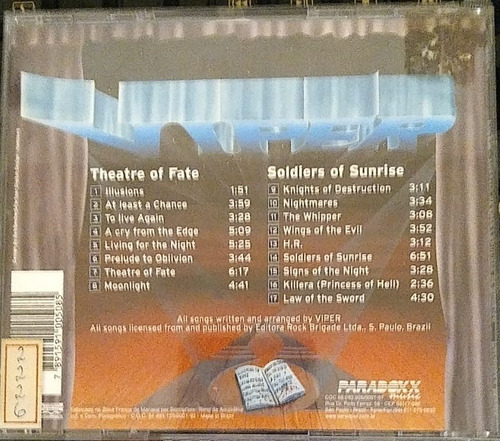 VIPER
Theatre of Fate
1 Illusions 1:51
2 At least a Chance 3:59
3 To live Again 3:28
4 A cry from the Edge 5:09
5 Living for the Night 5:25
6 Prelude to Oblivion 3:44
7 Theatre of Fate 6:17
8 Moonlight 4:41
Soldiers of Sunrise
9 Knights of Destruction 3:11
10 Nightmares 3:34
11 The Whipper 3:08
12 Wings of the Evil 3:52
13 H.R. 3:12
14 Soldiers of Sunrise 6:51
15 Signs of the Night 3:28
16 Killera (Princess of Hell) 2:36
17 Law of the Sword 4:30
All songs written and arranged by VIPER
All songs licensed from and published by Editora Rock Brigade Ltda., S. Paulo, Brazil
PARADOXX
music
7 891591 005085